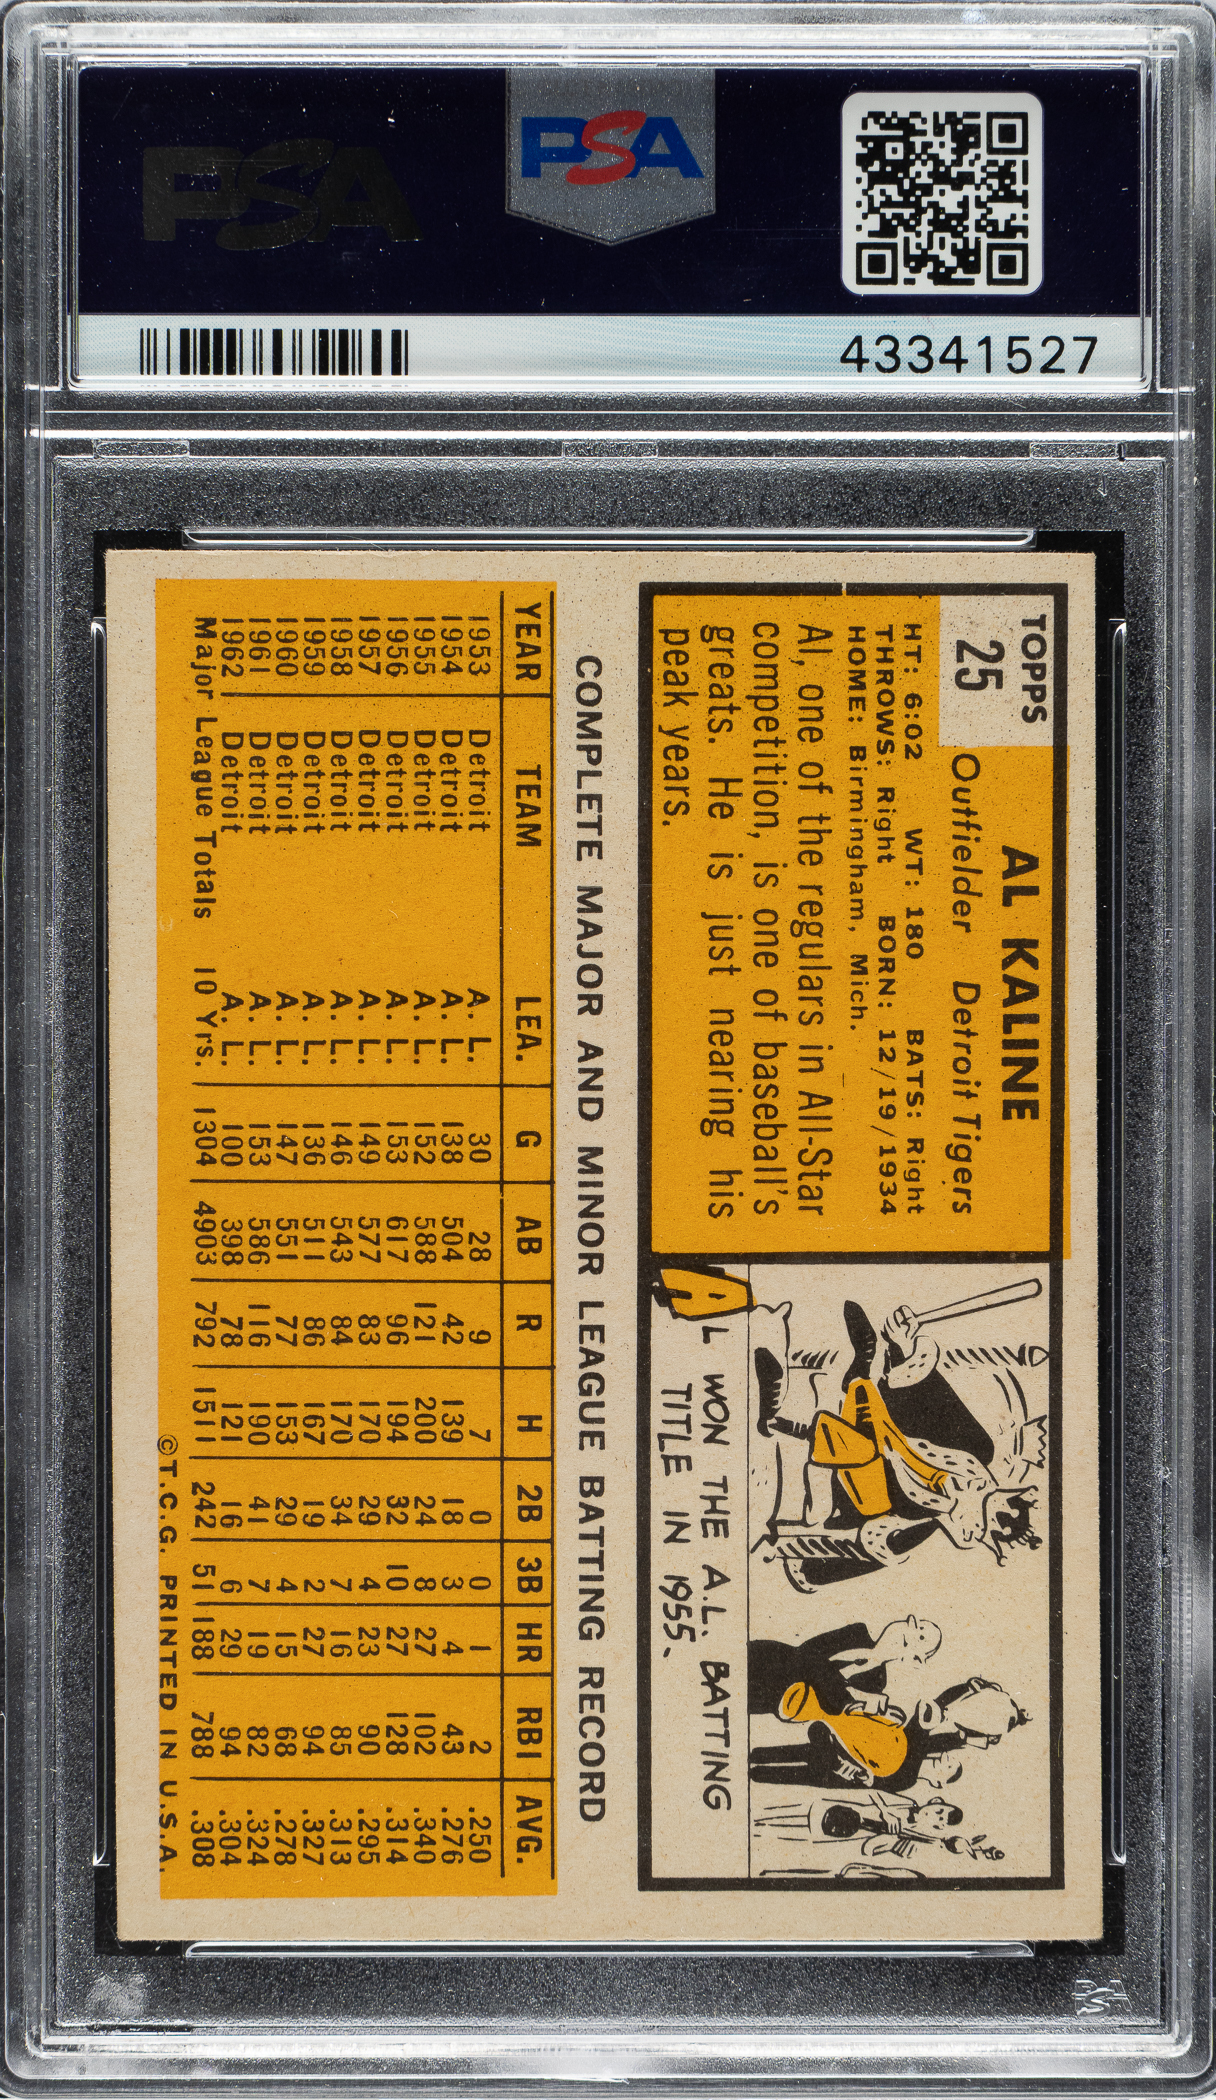 PSA
PSA
43341527
TOPPS
25
AL KALINE
Outfielder Detroit Tigers
HT: 6:02 WT: 180 BATS: Right
THROWS: Right BORN: 12/19/1934
HOME: Birmingham, Mich.
Al, one of the regulars in All-Star
competition, is one of baseball's
greats. He is just nearing his
peak years.
AL WON THE A.L. BATTING
TITLE IN 1955.
COMPLETE MAJOR AND MINOR LEAGUE BATTING RECORD
YEAR TEAM LEA. G AB R H 2B 3B HR RBI AVG.
1953 Detroit A. L. 30 28 9 7 0 0 1 2 .250
1954 Detroit A. L. 138 504 42 139 18 3 4 43 .276
1955 Detroit A. L. 152 588 121 200 24 8 27 102 .340
1956 Detroit A. L. 153 617 96 194 32 10 27 128 .314
1957 Detroit A. L. 149 577 83 170 29 4 23 90 .295
1958 Detroit A. L. 146 543 84 170 34 7 16 85 .313
1959 Detroit A. L. 136 511 86 167 19 2 27 94 .327
1960 Detroit A. L. 147 551 77 153 29 4 15 68 .278
1961 Detroit A. L. 153 586 116 190 41 7 19 82 .324
1962 Detroit A. L. 100 398 78 121 16 6 29 94 .304
Major League Totals 10 Yrs. 1304 4903 792 1511 242 51 188 788 .308
©T.C.G. PRINTED IN U.S.A.
PSA